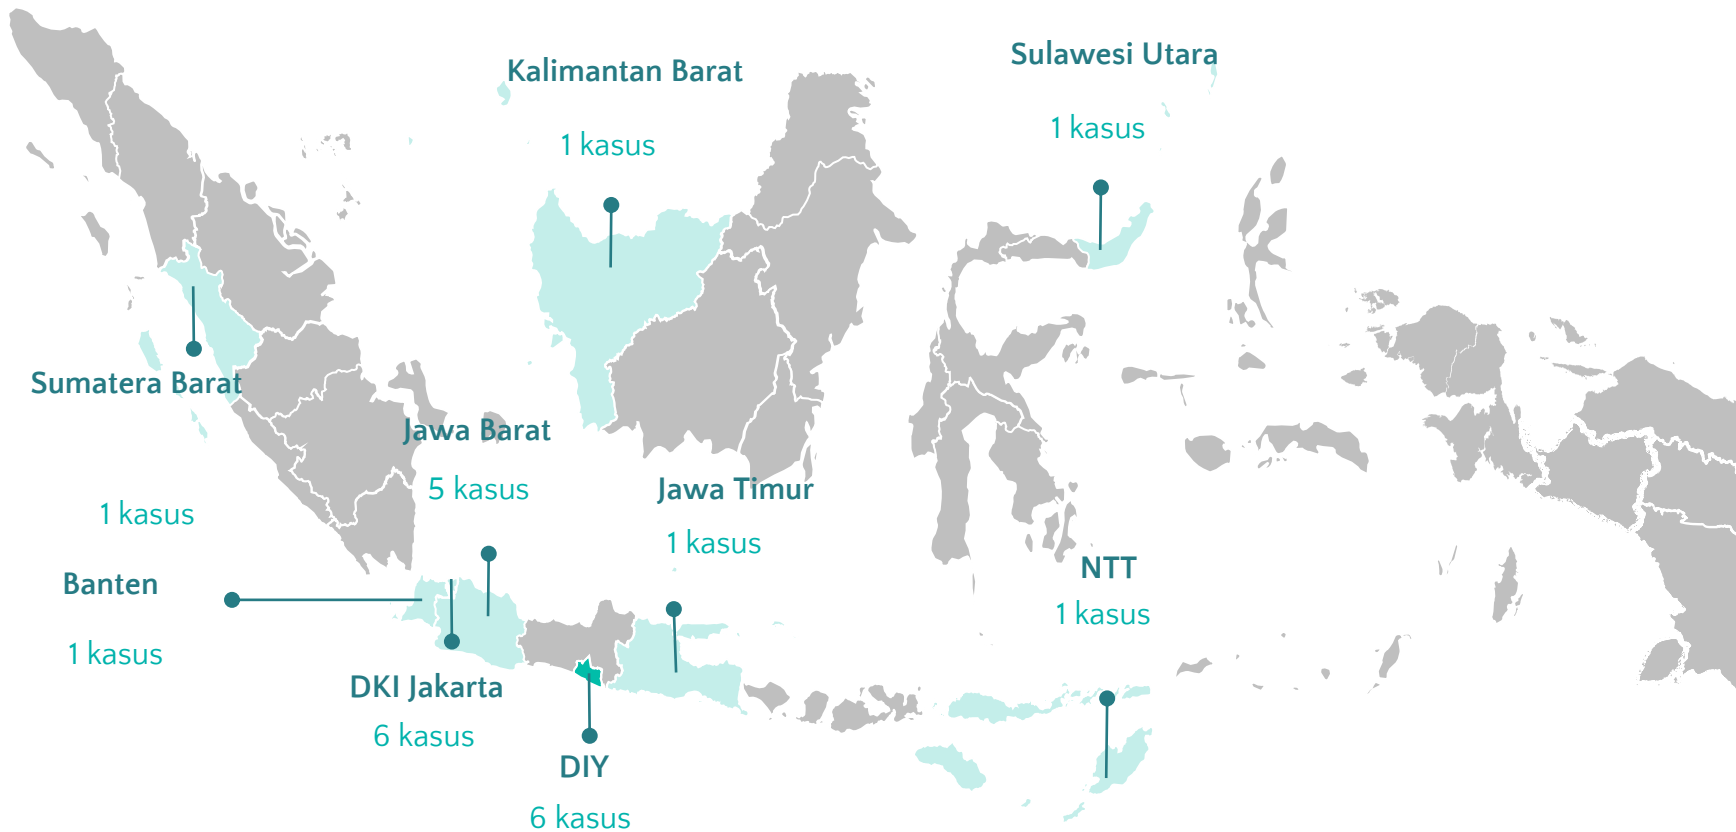 Kalimantan Barat
1 kasus
Sulawesi Utara
1 kasus
Sumatera Barat
1 kasus
Jawa Barat
5 kasus
Jawa Timur
1 kasus
Banten
1 kasus
NTT
1 kasus
DKI Jakarta
6 kasus
DIY
6 kasus